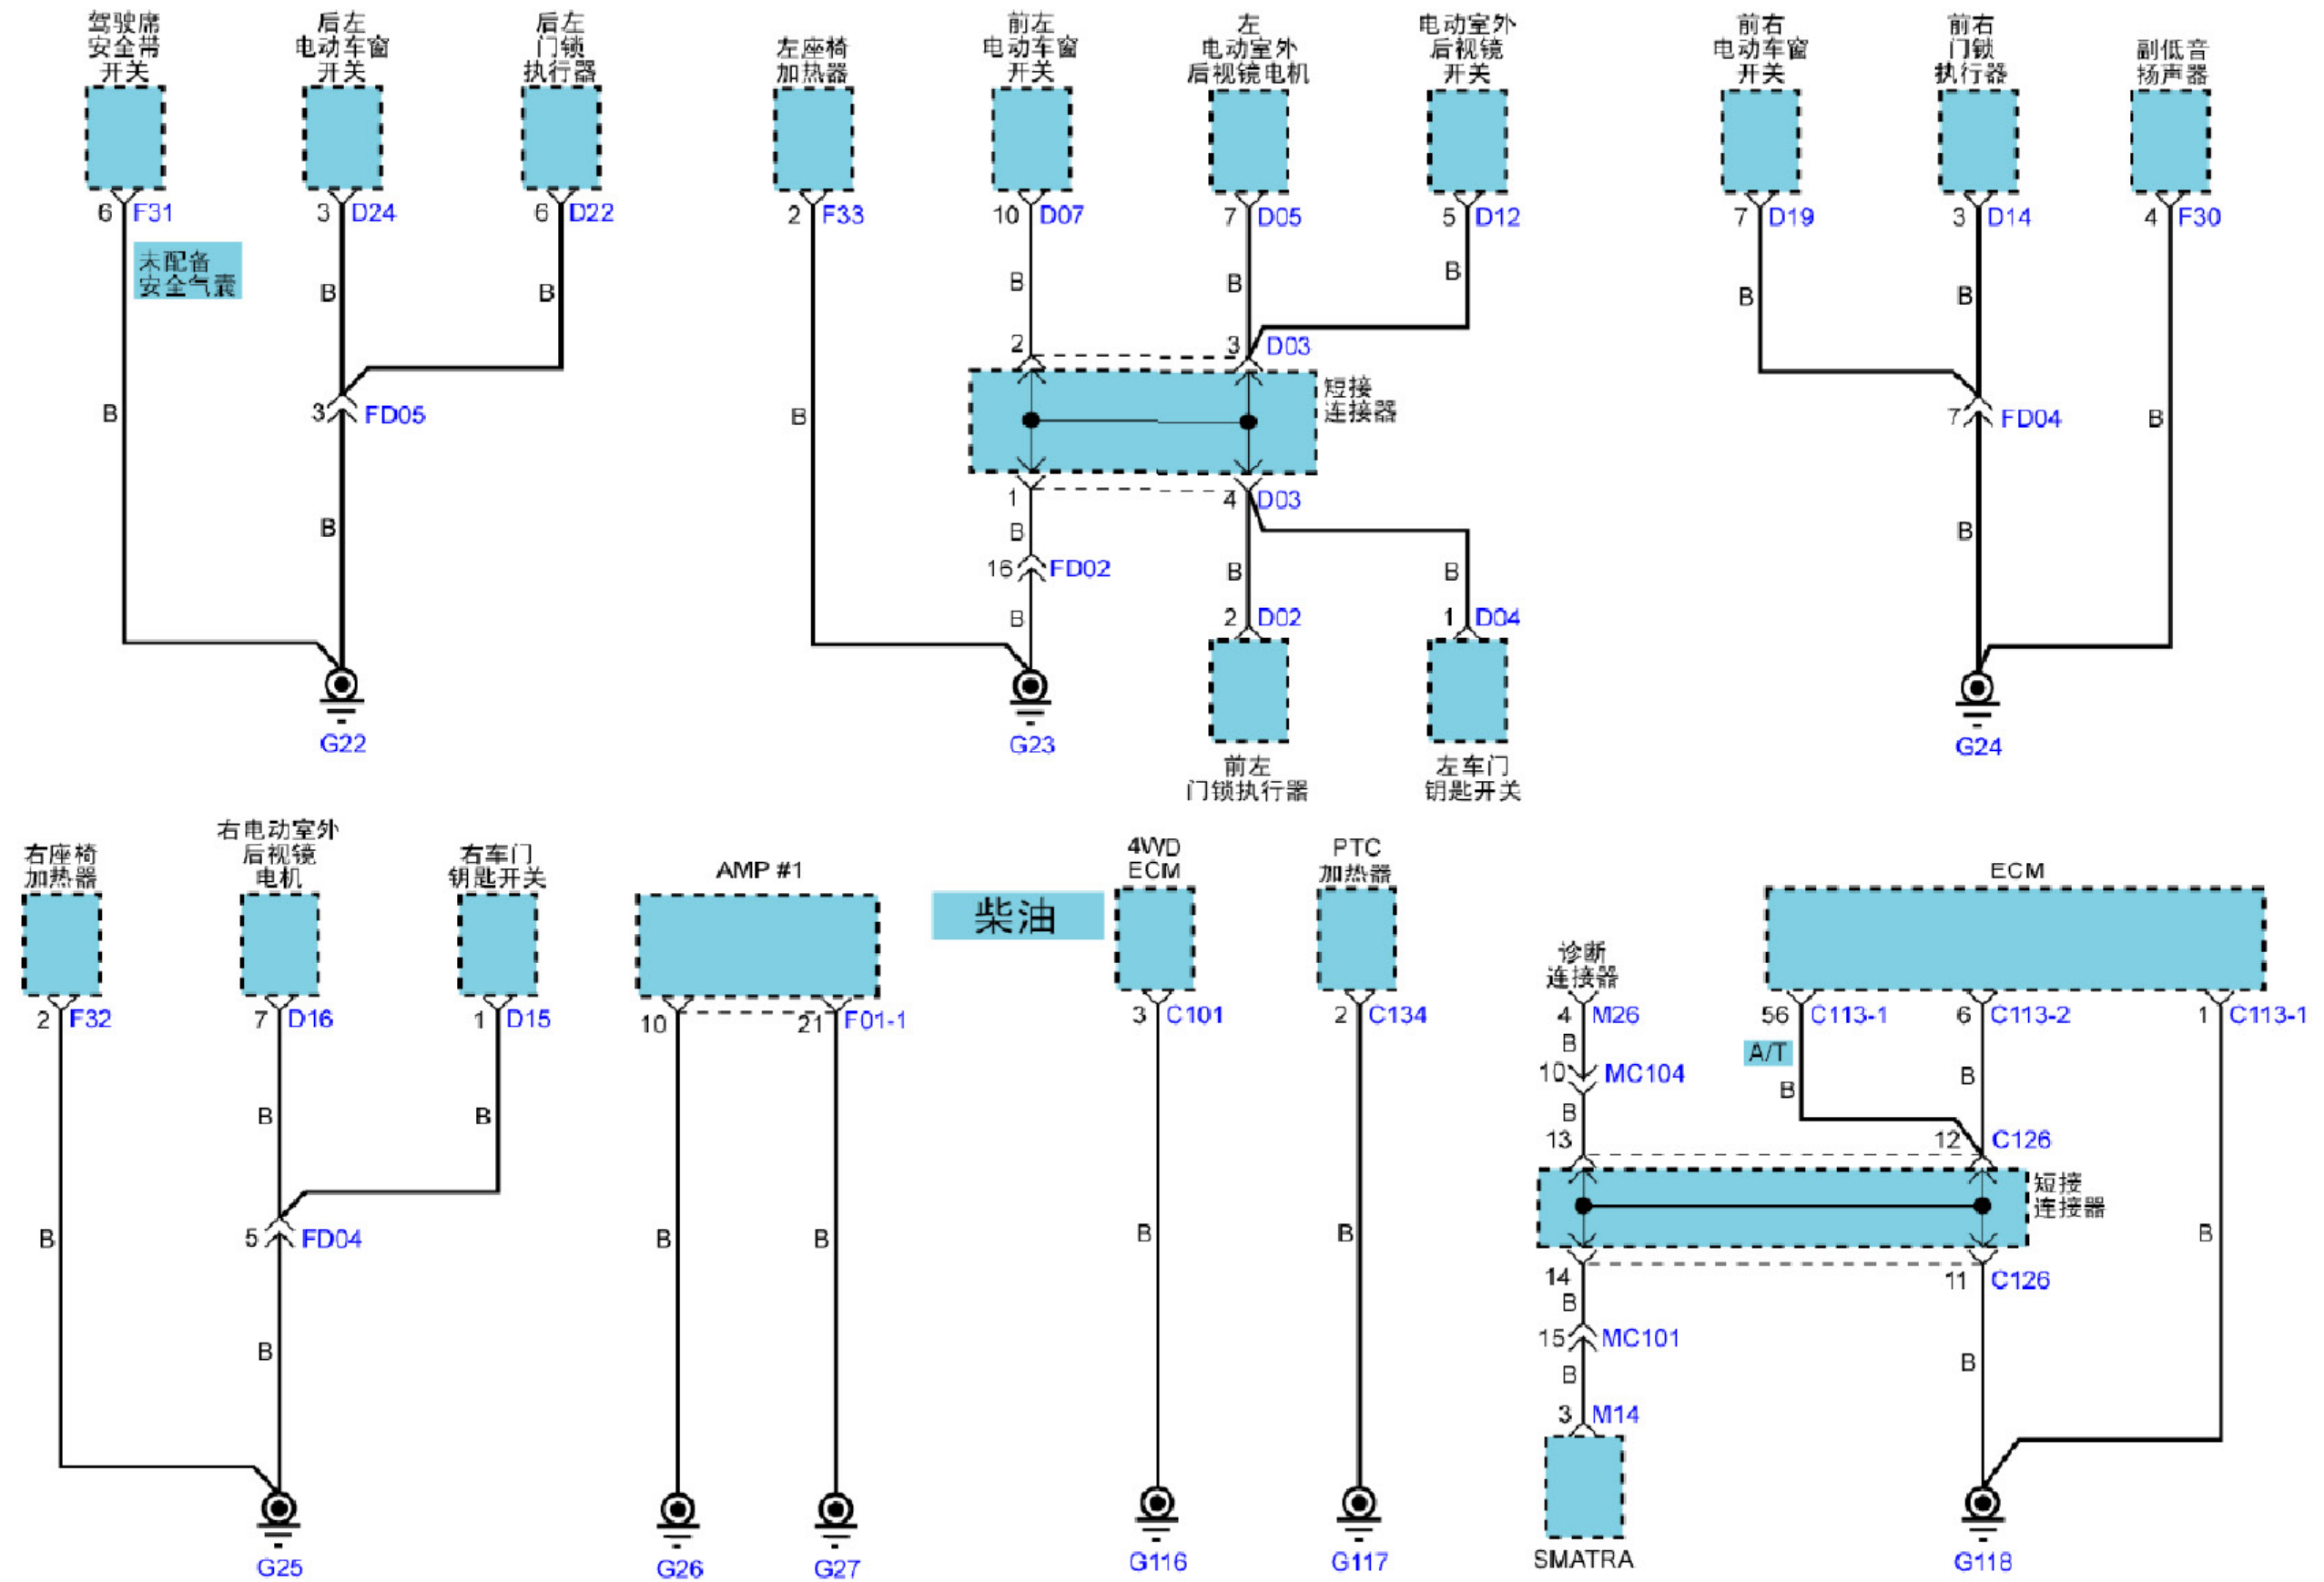 驾驶席
安全带
开关
后左
电动车窗
开关
后左
门锁
执行器
左座椅
加热器
前左
电动车窗
开关
左
电动室外
后视镜电机
电动室外
后视镜
开关
前右
电动车窗
开关
前右
门锁
执行器
副低音
扬声器
6 F31
3 D24
6 D22
2 F33
10 D07
7 D05
5 D12
7 D19
3 D14
4 F30
未配备
安全气囊
B
B
B
B
B
B
B
B
B
B
2
3 D03
短接
连接器
3 FD05
7 FD04
1
4 D03
B
B
B
16 FD02
B
B
B
2 D02
1 D04
G22
G23
G24
前左
门锁执行器
左车门
钥匙开关
右座椅
加热器
右电动室外
后视镜
电机
右车门
钥匙开关
AMP #1
柴油
4WD
ECM
PTC
加热器
诊断
连接器
ECM
2 F32
7 D16
1 D15
10
21 F01-1
3 C101
2 C134
4 M26
56 C113-1
6 C113-2
1 C113-1
A/T
B
10 MC104
B
B
B
B
B
13
12 C126
短接
连接器
5 FD04
B
B
B
B
B
B
B
14
11 C126
B
15 MC101
B
B
B
3 M14
SMATRA
G25
G26
G27
G116
G117
G118